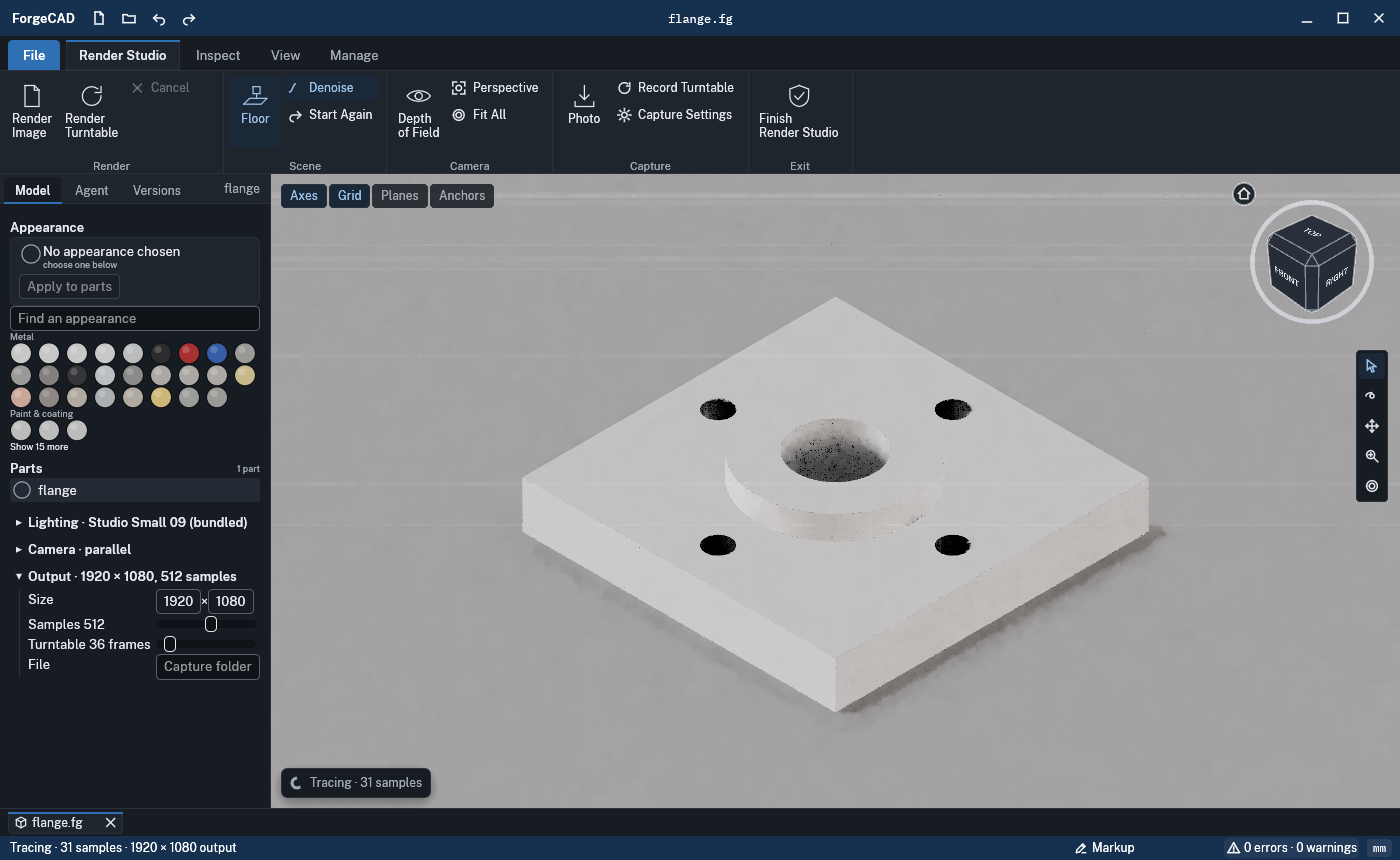 ForgeCAD
flange.fg
File
Render Studio
Inspect
View
Manage
Render Image
Render Turntable
Cancel
Render
Floor
Denoise
Start Again
Scene
Depth of Field
Perspective
Fit All
Camera
Photo
Record Turntable
Capture Settings
Capture
Finish Render Studio
Exit
Model
Agent
Versions
flange
Axes
Grid
Planes
Anchors
TOP
FRONT
RIGHT
Appearance
No appearance chosen
choose one below
Apply to parts
Find an appearance
Metal
Paint & coating
Show 15 more
Parts
1 part
flange
Lighting · Studio Small 09 (bundled)
Camera · parallel
Output · 1920 × 1080, 512 samples
Size
1920 × 1080
Samples 512
Turntable 36 frames
File
Capture folder
Tracing · 31 samples
flange.fg
Tracing · 31 samples · 1920 × 1080 output
Markup
0 errors · 0 warnings
mm